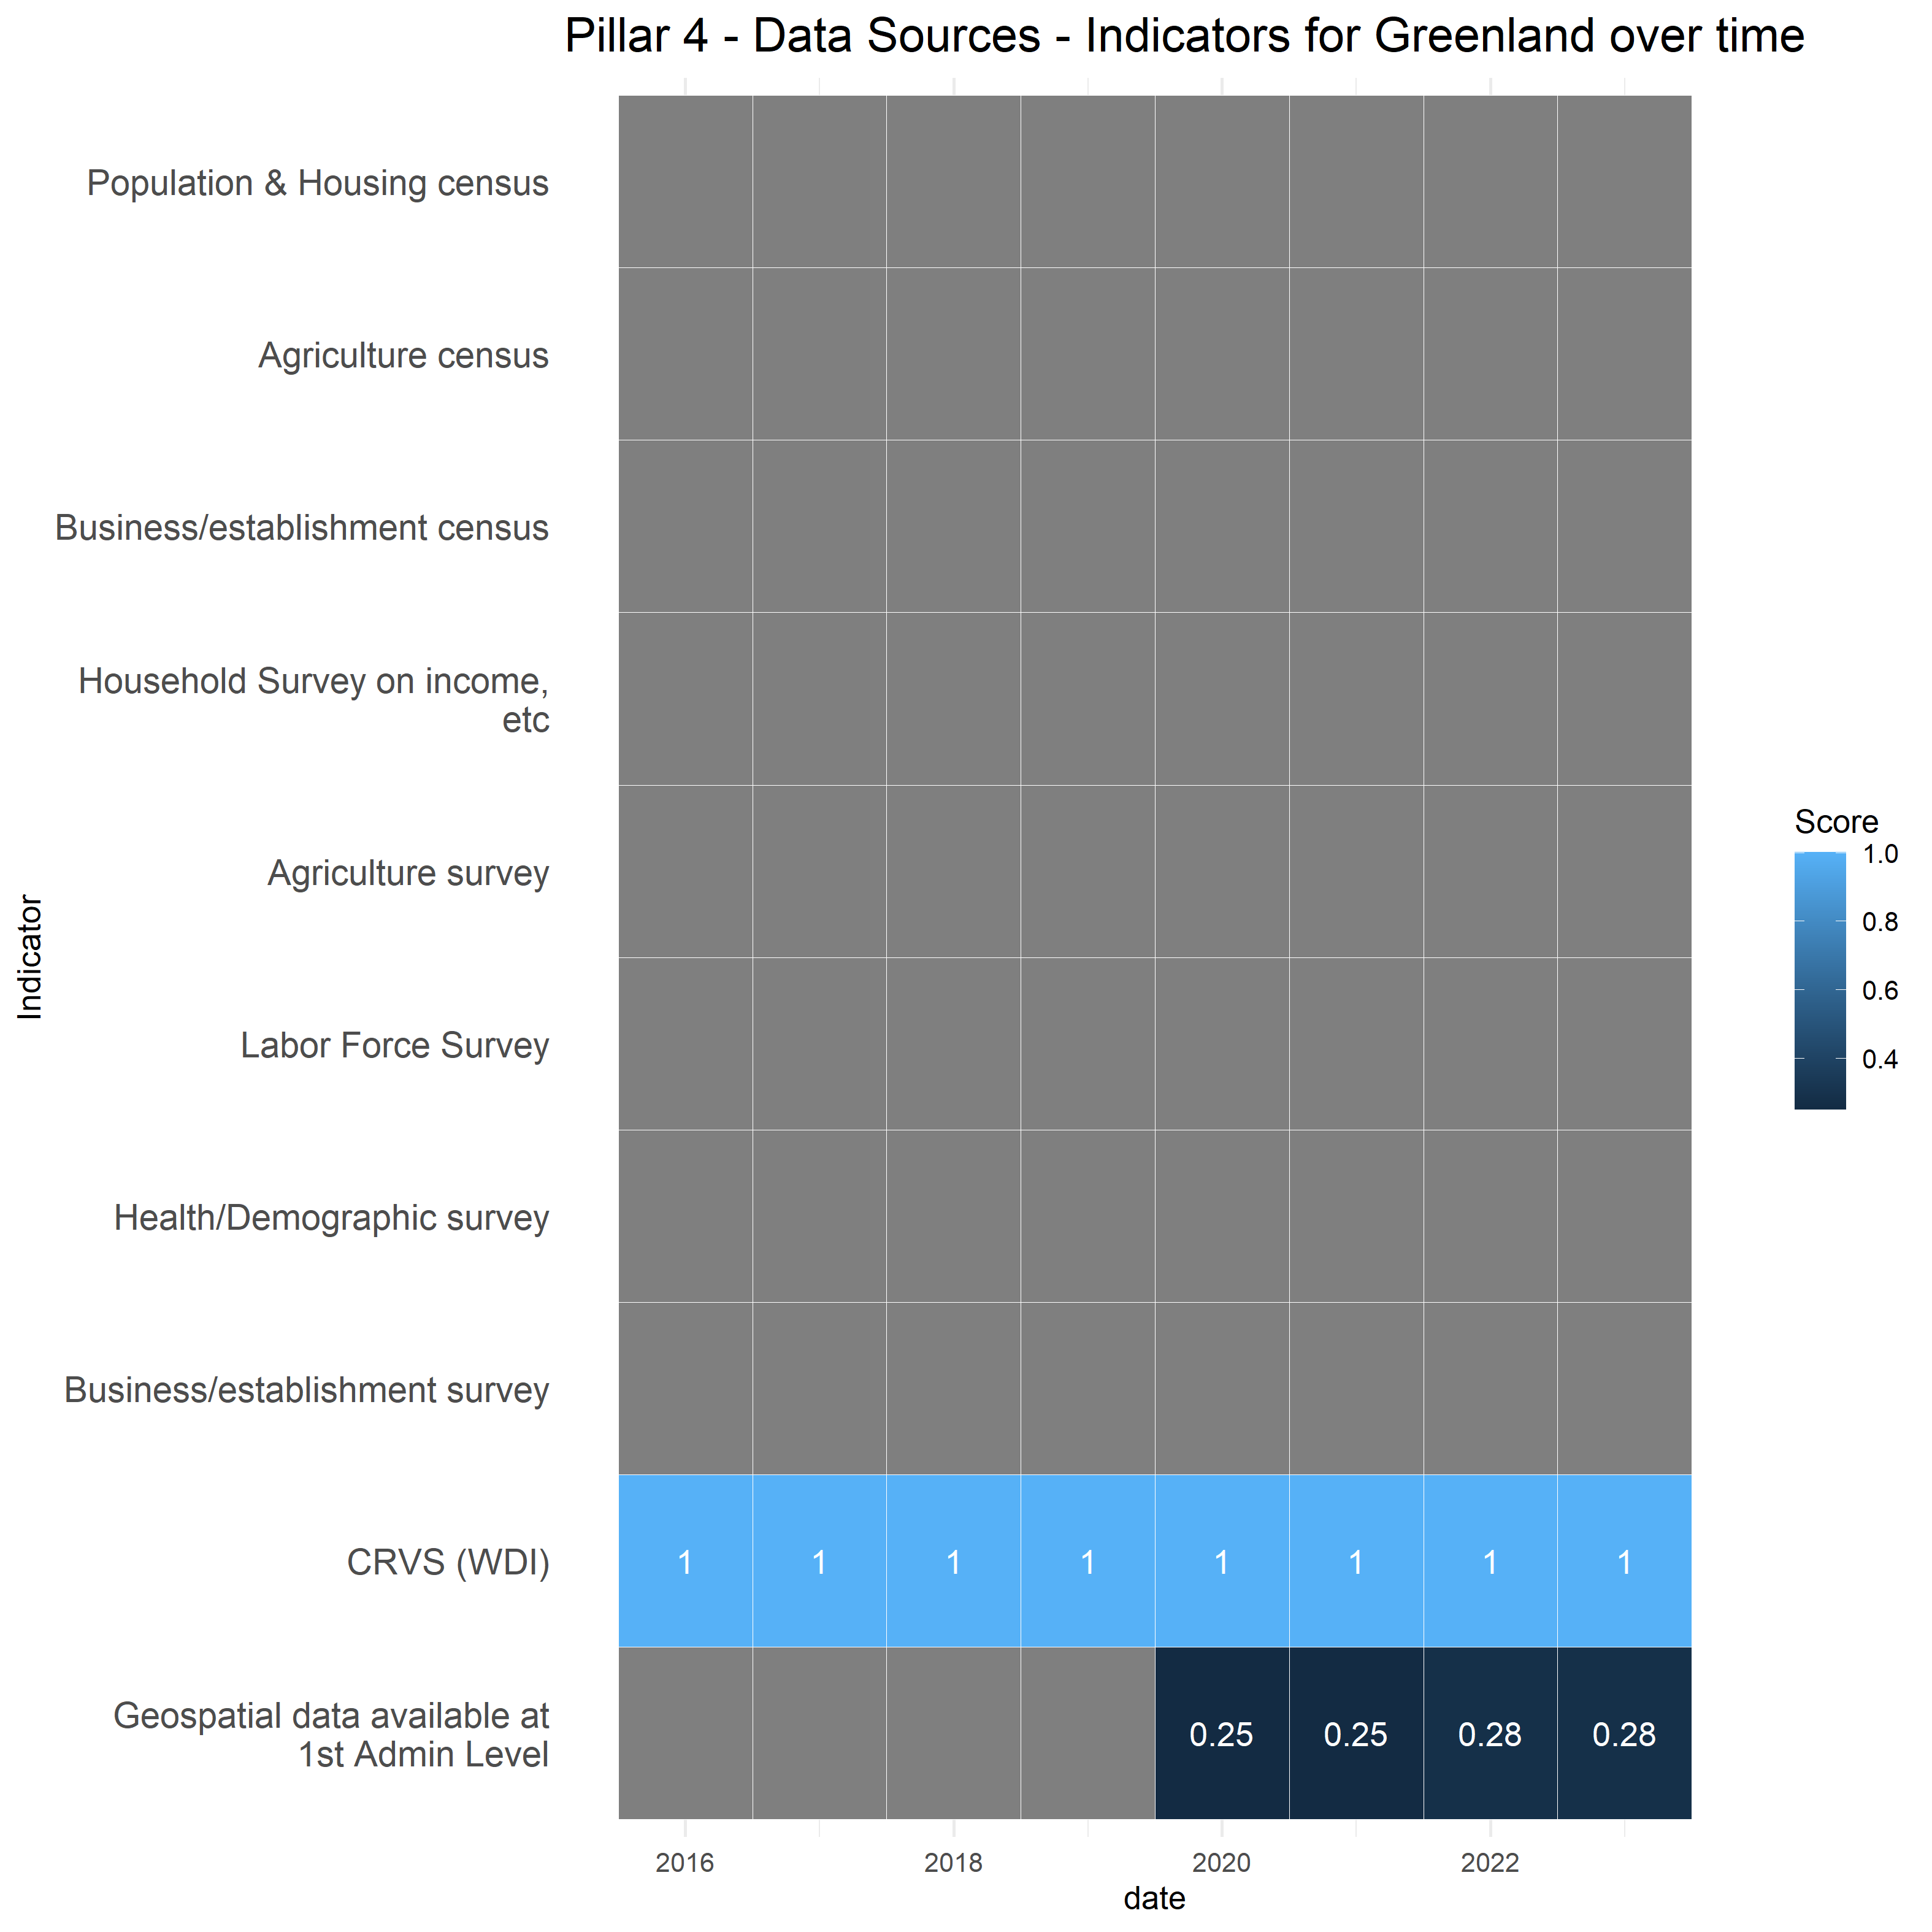 Pillar 4 - Data Sources - Indicators for Greenland over time
Indicator
Population & Housing census
Agriculture census
Business/establishment census
Household Survey on income,
etc
Agriculture survey
Labor Force Survey
Health/Demographic survey
Business/establishment survey
CRVS (WDI)
1 1 1 1 1 1 1 1
Geospatial data available at
1st Admin Level
0.25 0.25 0.28 0.28
2016 2018 2020 2022
date
Score
1.0
0.8
0.6
0.4